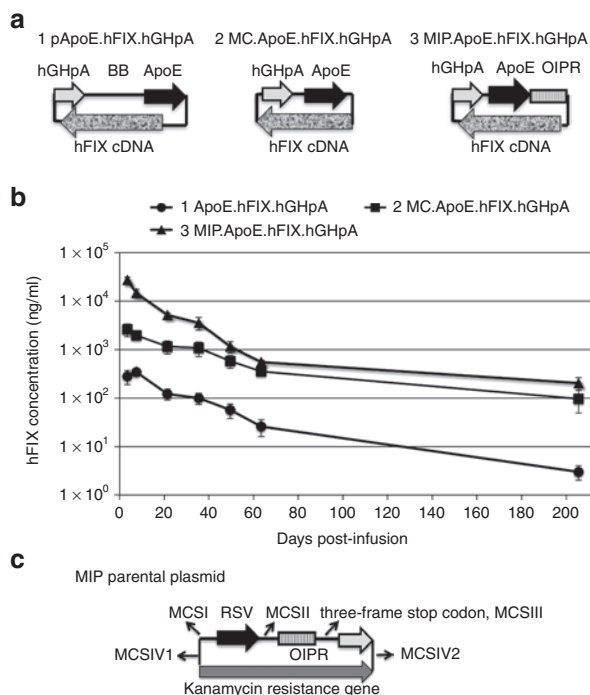 a
1 pApoE.hFIX.hGHpA 2 MC.ApoE.hFIX.hGHpA 3 MIP.ApoE.hFIX.hGHpA
hGHpA BB ApoE hGHpA ApoE hGHpA ApoE OIPR
hFIX cDNA hFIX cDNA hFIX cDNA
b
1 ApoE.hFIX.hGHpA 2 MC.ApoE.hFIX.hGHpA
3 MIP.ApoE.hFIX.hGHpA
hFIX concentration (ng/ml)
1 × 10⁵
1 × 10⁴
1 × 10³
1 × 10²
1 × 10¹
1 × 10⁰
0 20 40 60 80 100 120 140 160 180 200
Days post-infusion
c
MIP parental plasmid
MCSI RSV MCSII three-frame stop codon, MCSIII
MCSIV1 OIPR MCSIV2
Kanamycin resistance gene